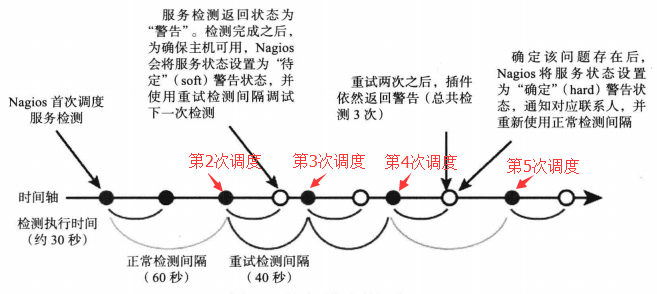 服务检测返回状态为
“警告”。检测完成之后，
为确保主机可用，Nagios
会将服务状态设置为“待
定”（soft）警告状态，并
使用重试检测间隔调试
下一次检测
Nagios 首次调度
服务检测
重试两次之后，插件
依然返回警告（总共检
测 3 次）
确定该问题存在后，
Nagios 将服务状态设置
为“确定”（hard）警告状
态，通知对应联系人，并
重新使用正常检测间隔
第2次调度
第3次调度
第4次调度
第5次调度
时间轴
检测执行时间
（约 30 秒）
正常检测间隔
（60 秒）
重试检测间隔
（40 秒）